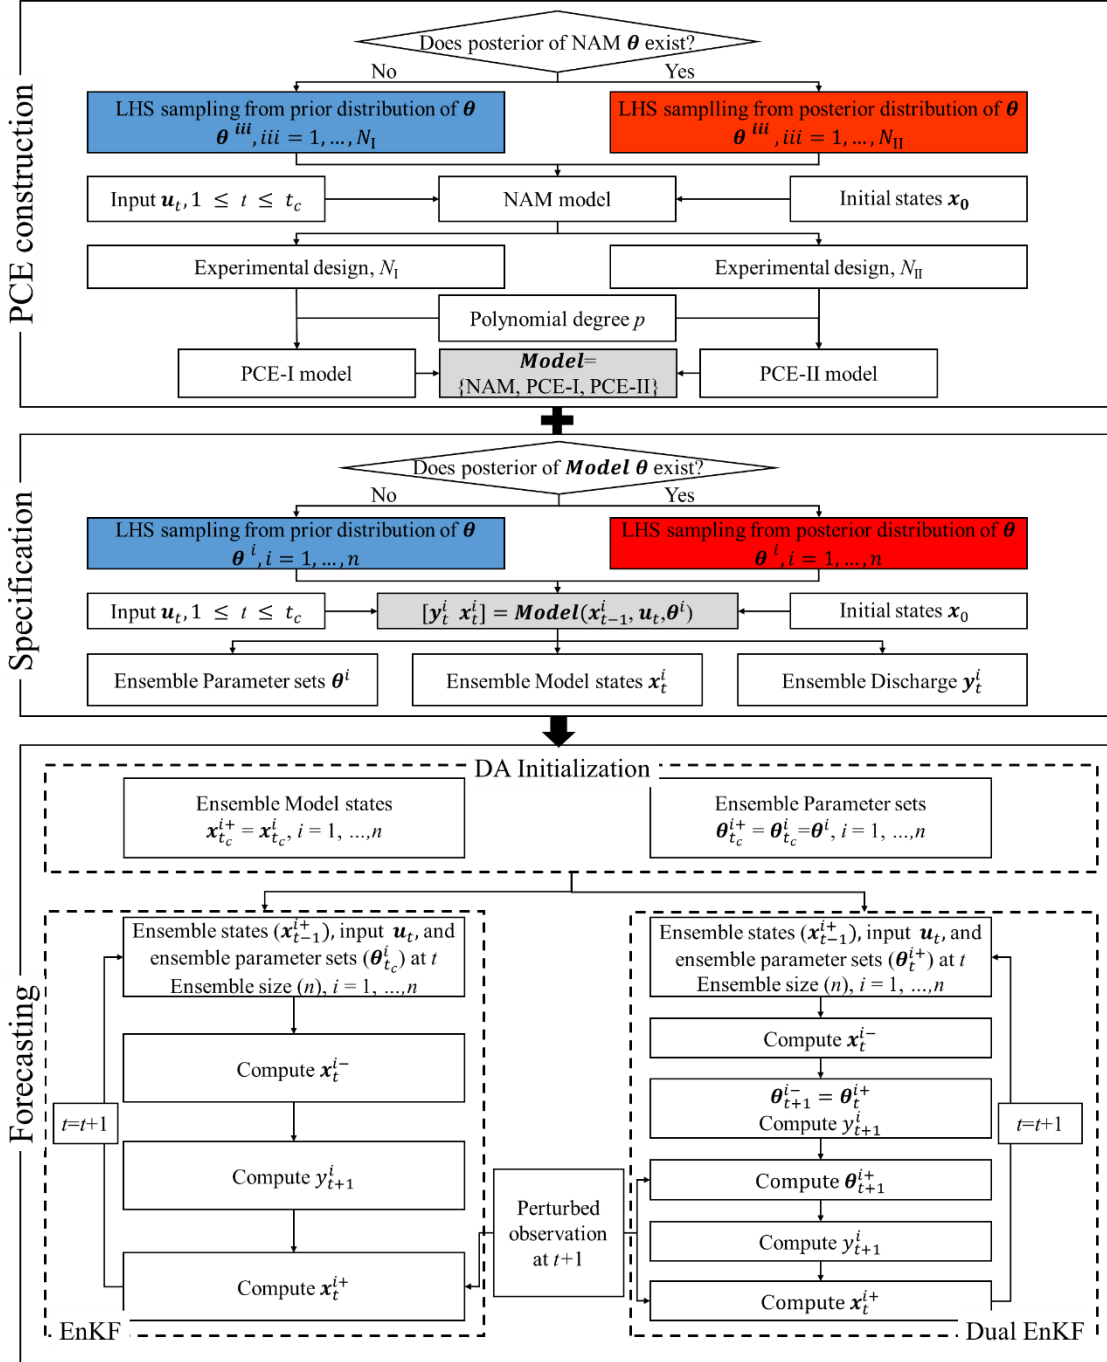 PCE construction
Does posterior of NAM θ exist?
No
Yes
LHS sampling from prior distribution of θ
θ^iii, iii = 1, …, N_I
LHS sampllling from posterior distribution of θ
θ^iii, iii = 1, …, N_II
Input u_t, 1 ≤ t ≤ t_c
NAM model
Initial states x_0
Experimental design, N_I
Experimental design, N_II
Polynomial degree p
PCE-I model
Model=
{NAM, PCE-I, PCE-II}
PCE-II model
Specification
Does posterior of Model θ exist?
No
Yes
LHS sampling from prior distribution of θ
θ^i, i = 1, …, n
LHS sampling from posterior distribution of θ
θ^i, i = 1, …, n
Input u_t, 1 ≤ t ≤ t_c
[y_t^i x_t^i] = Model(x_{t-1}^i, u_t, θ^i)
Initial states x_0
Ensemble Parameter sets θ^i
Ensemble Model states x_t^i
Ensemble Discharge y_t^i
Forecasting
DA Initialization
Ensemble Model states
x_{t_c}^{i+} = x_{t_c}^i, i = 1, …,n
Ensemble Parameter sets
θ_{t_c}^{i+} = θ_{t_c}^i=θ^i, i = 1, …,n
Ensemble states (x_{t-1}^{i+}), input u_t, and
ensemble parameter sets (θ_{t_c}^i) at t
Ensemble size (n), i = 1, …,n
Compute x_t^{i-}
t=t+1
Compute y_{t+1}^i
Compute x_t^{i+}
EnKF
Perturbed
observation
at t+1
Ensemble states (x_{t-1}^{i+}), input u_t, and
ensemble parameter sets (θ_t^{i+}) at t
Ensemble size (n), i = 1, …,n
Compute x_t^{i-}
θ_{t+1}^{i-} = θ_t^{i+}
Compute y_{t+1}^i
t=t+1
Compute θ_{t+1}^{i+}
Compute y_{t+1}^i
Compute x_t^{i+}
Dual EnKF